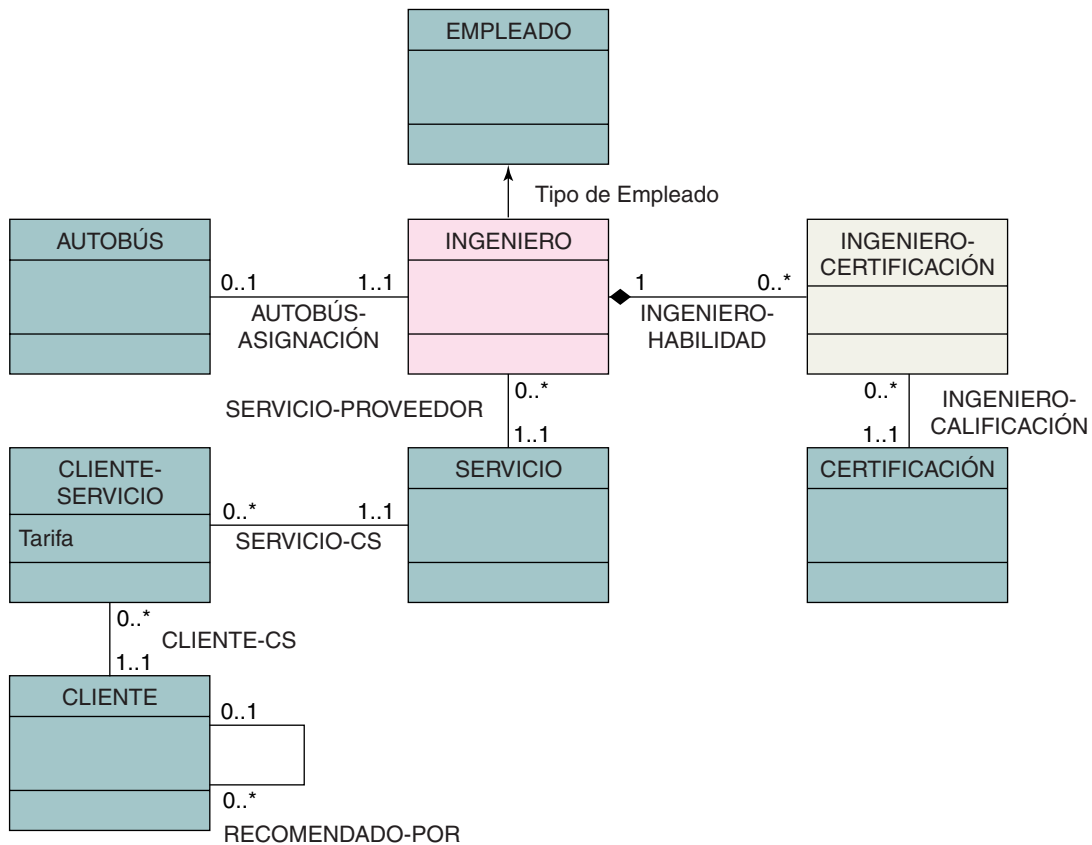 EMPLEADO
Tipo de Empleado
AUTOBÚS
0..1
1..1
AUTOBÚS-
ASIGNACIÓN
INGENIERO
1
0..*
INGENIERO-
HABILIDAD
INGENIERO-
CERTIFICACIÓN
SERVICIO-PROVEEDOR
0..*
1..1
0..*
1..1
INGENIERO-
CALIFICACIÓN
CLIENTE-
SERVICIO
Tarifa
0..*
1..1
SERVICIO-CS
SERVICIO
CERTIFICACIÓN
0..*
CLIENTE-CS
1..1
CLIENTE
0..1
0..*
RECOMENDADO-POR